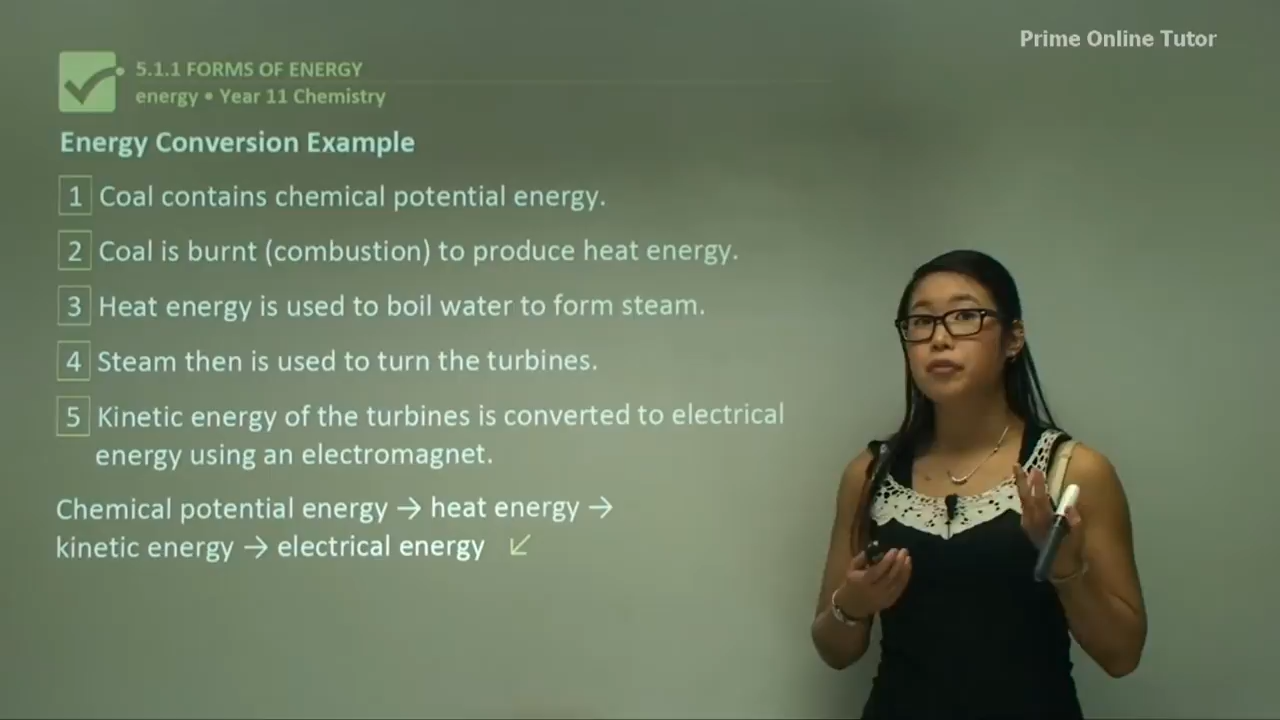 Prime Online Tutor
5.1.1 FORMS OF ENERGY
energy • Year 11 Chemistry
Energy Conversion Example
1 Coal contains chemical potential energy.
2 Coal is burnt (combustion) to produce heat energy.
3 Heat energy is used to boil water to form steam.
4 Steam then is used to turn the turbines.
5 Kinetic energy of the turbines is converted to electrical
energy using an electromagnet.
Chemical potential energy → heat energy →
kinetic energy → electrical energy ↙